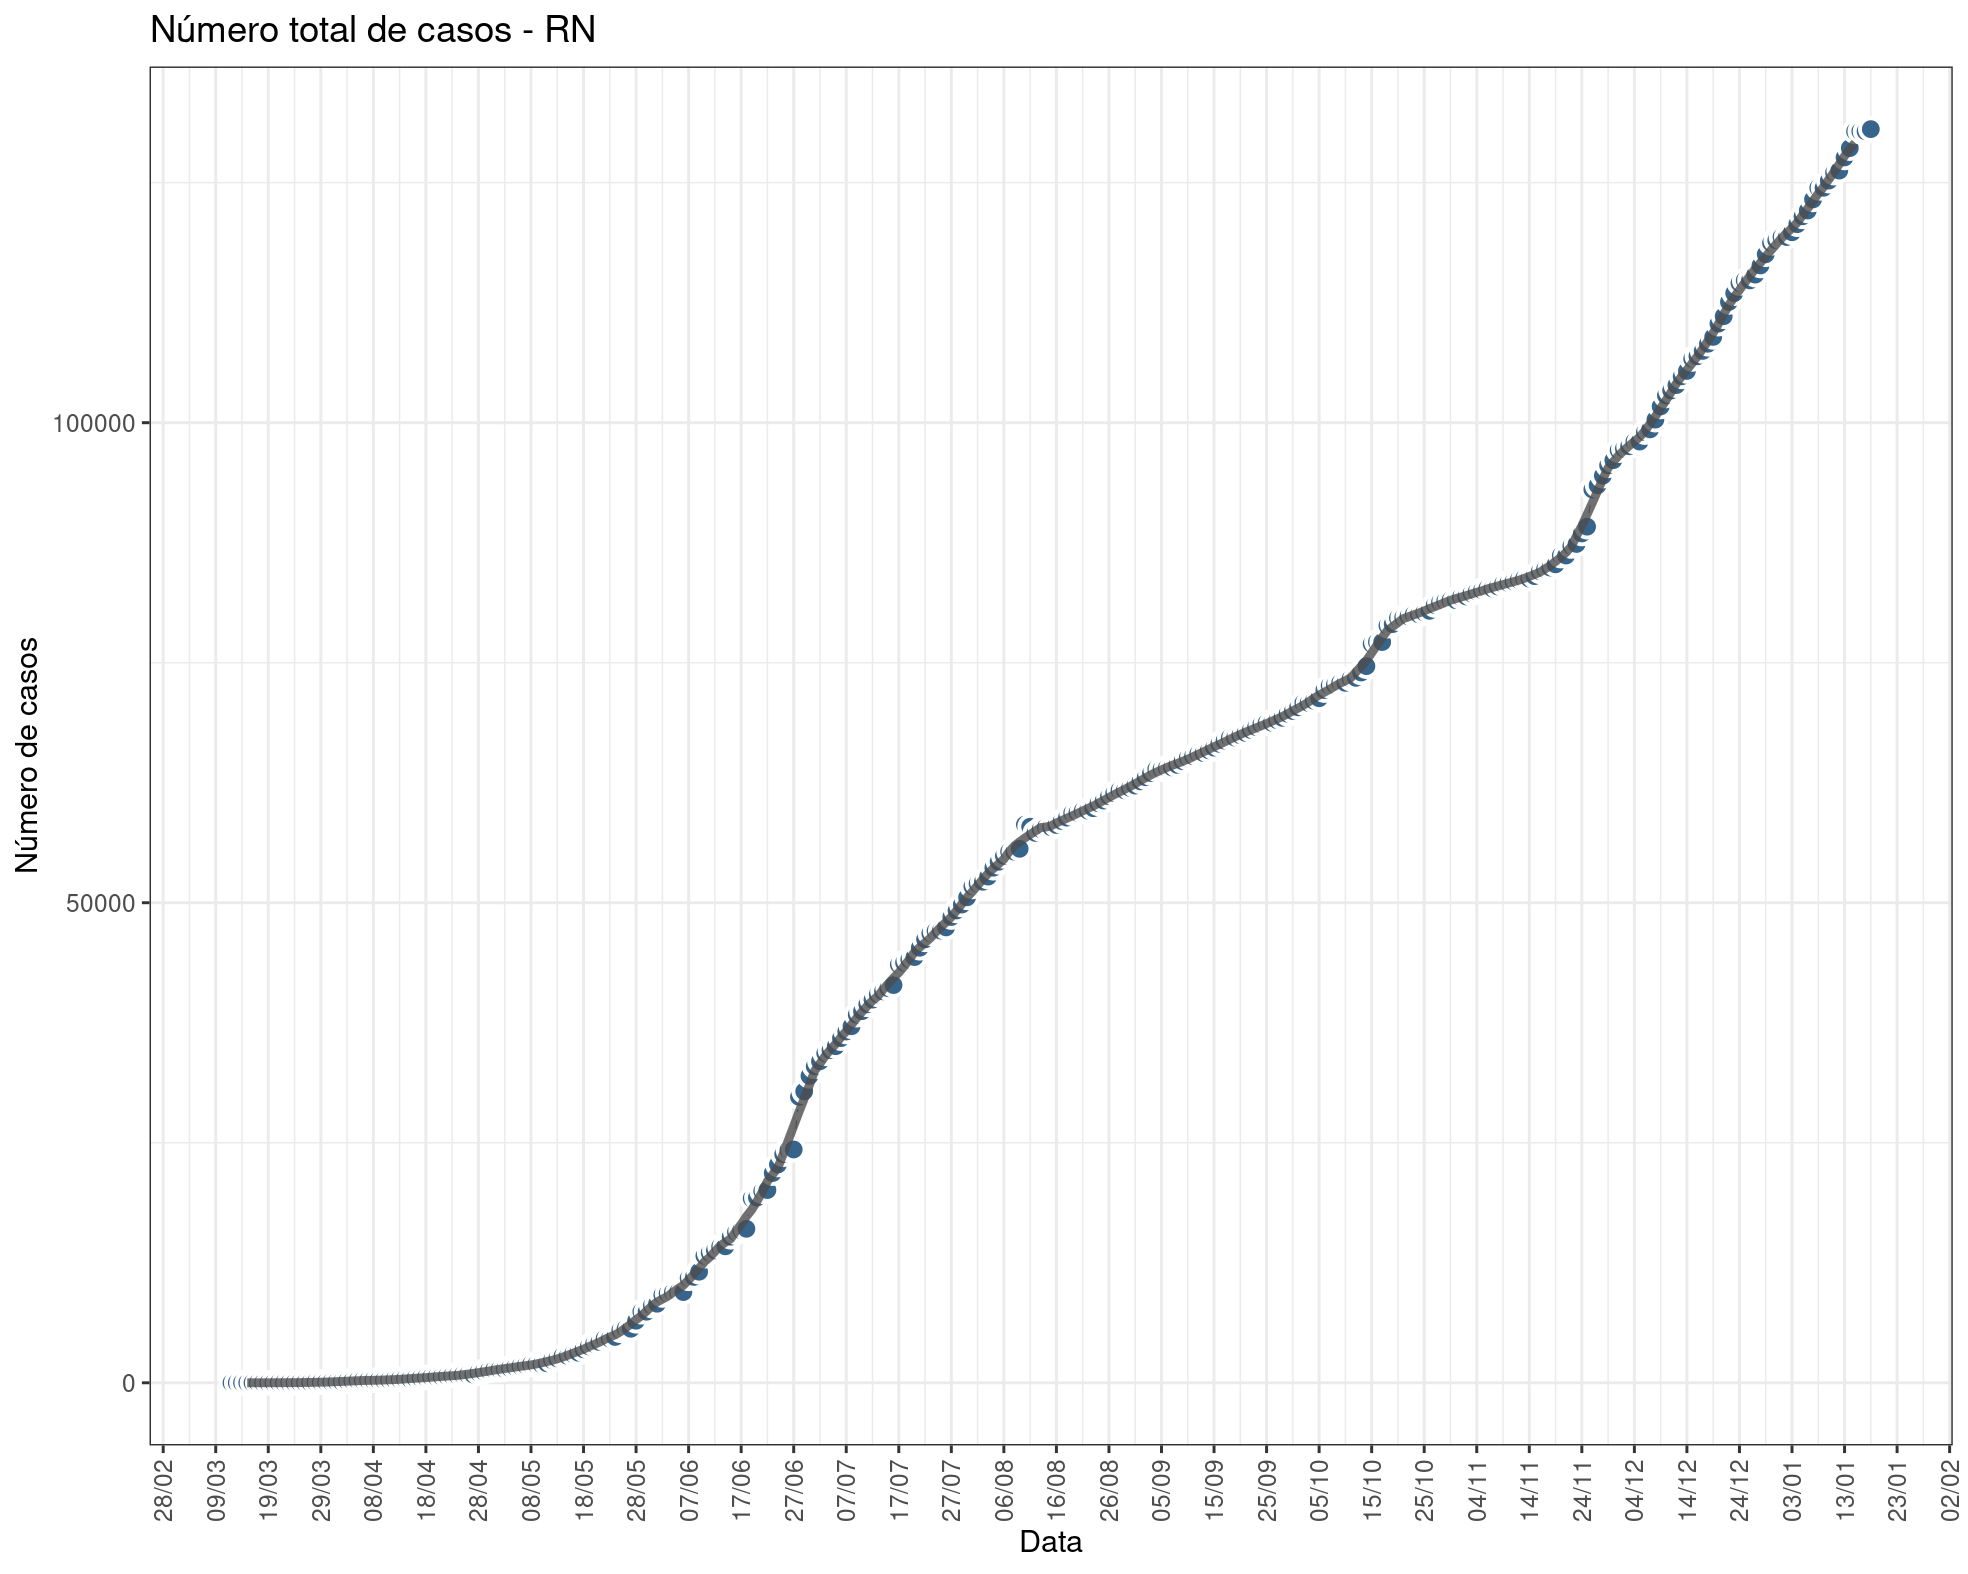 Número total de casos - RN
Número de casos
100000
50000
0
28/02 09/03 19/03 29/03 08/04 18/04 28/04 08/05 18/05 28/05 07/06 17/06 27/06 07/07 17/07 27/07 06/08 16/08 26/08 05/09 15/09 25/09 05/10 15/10 25/10 04/11 14/11 24/11 04/12 14/12 24/12 03/01 13/01 23/01 02/02
Data